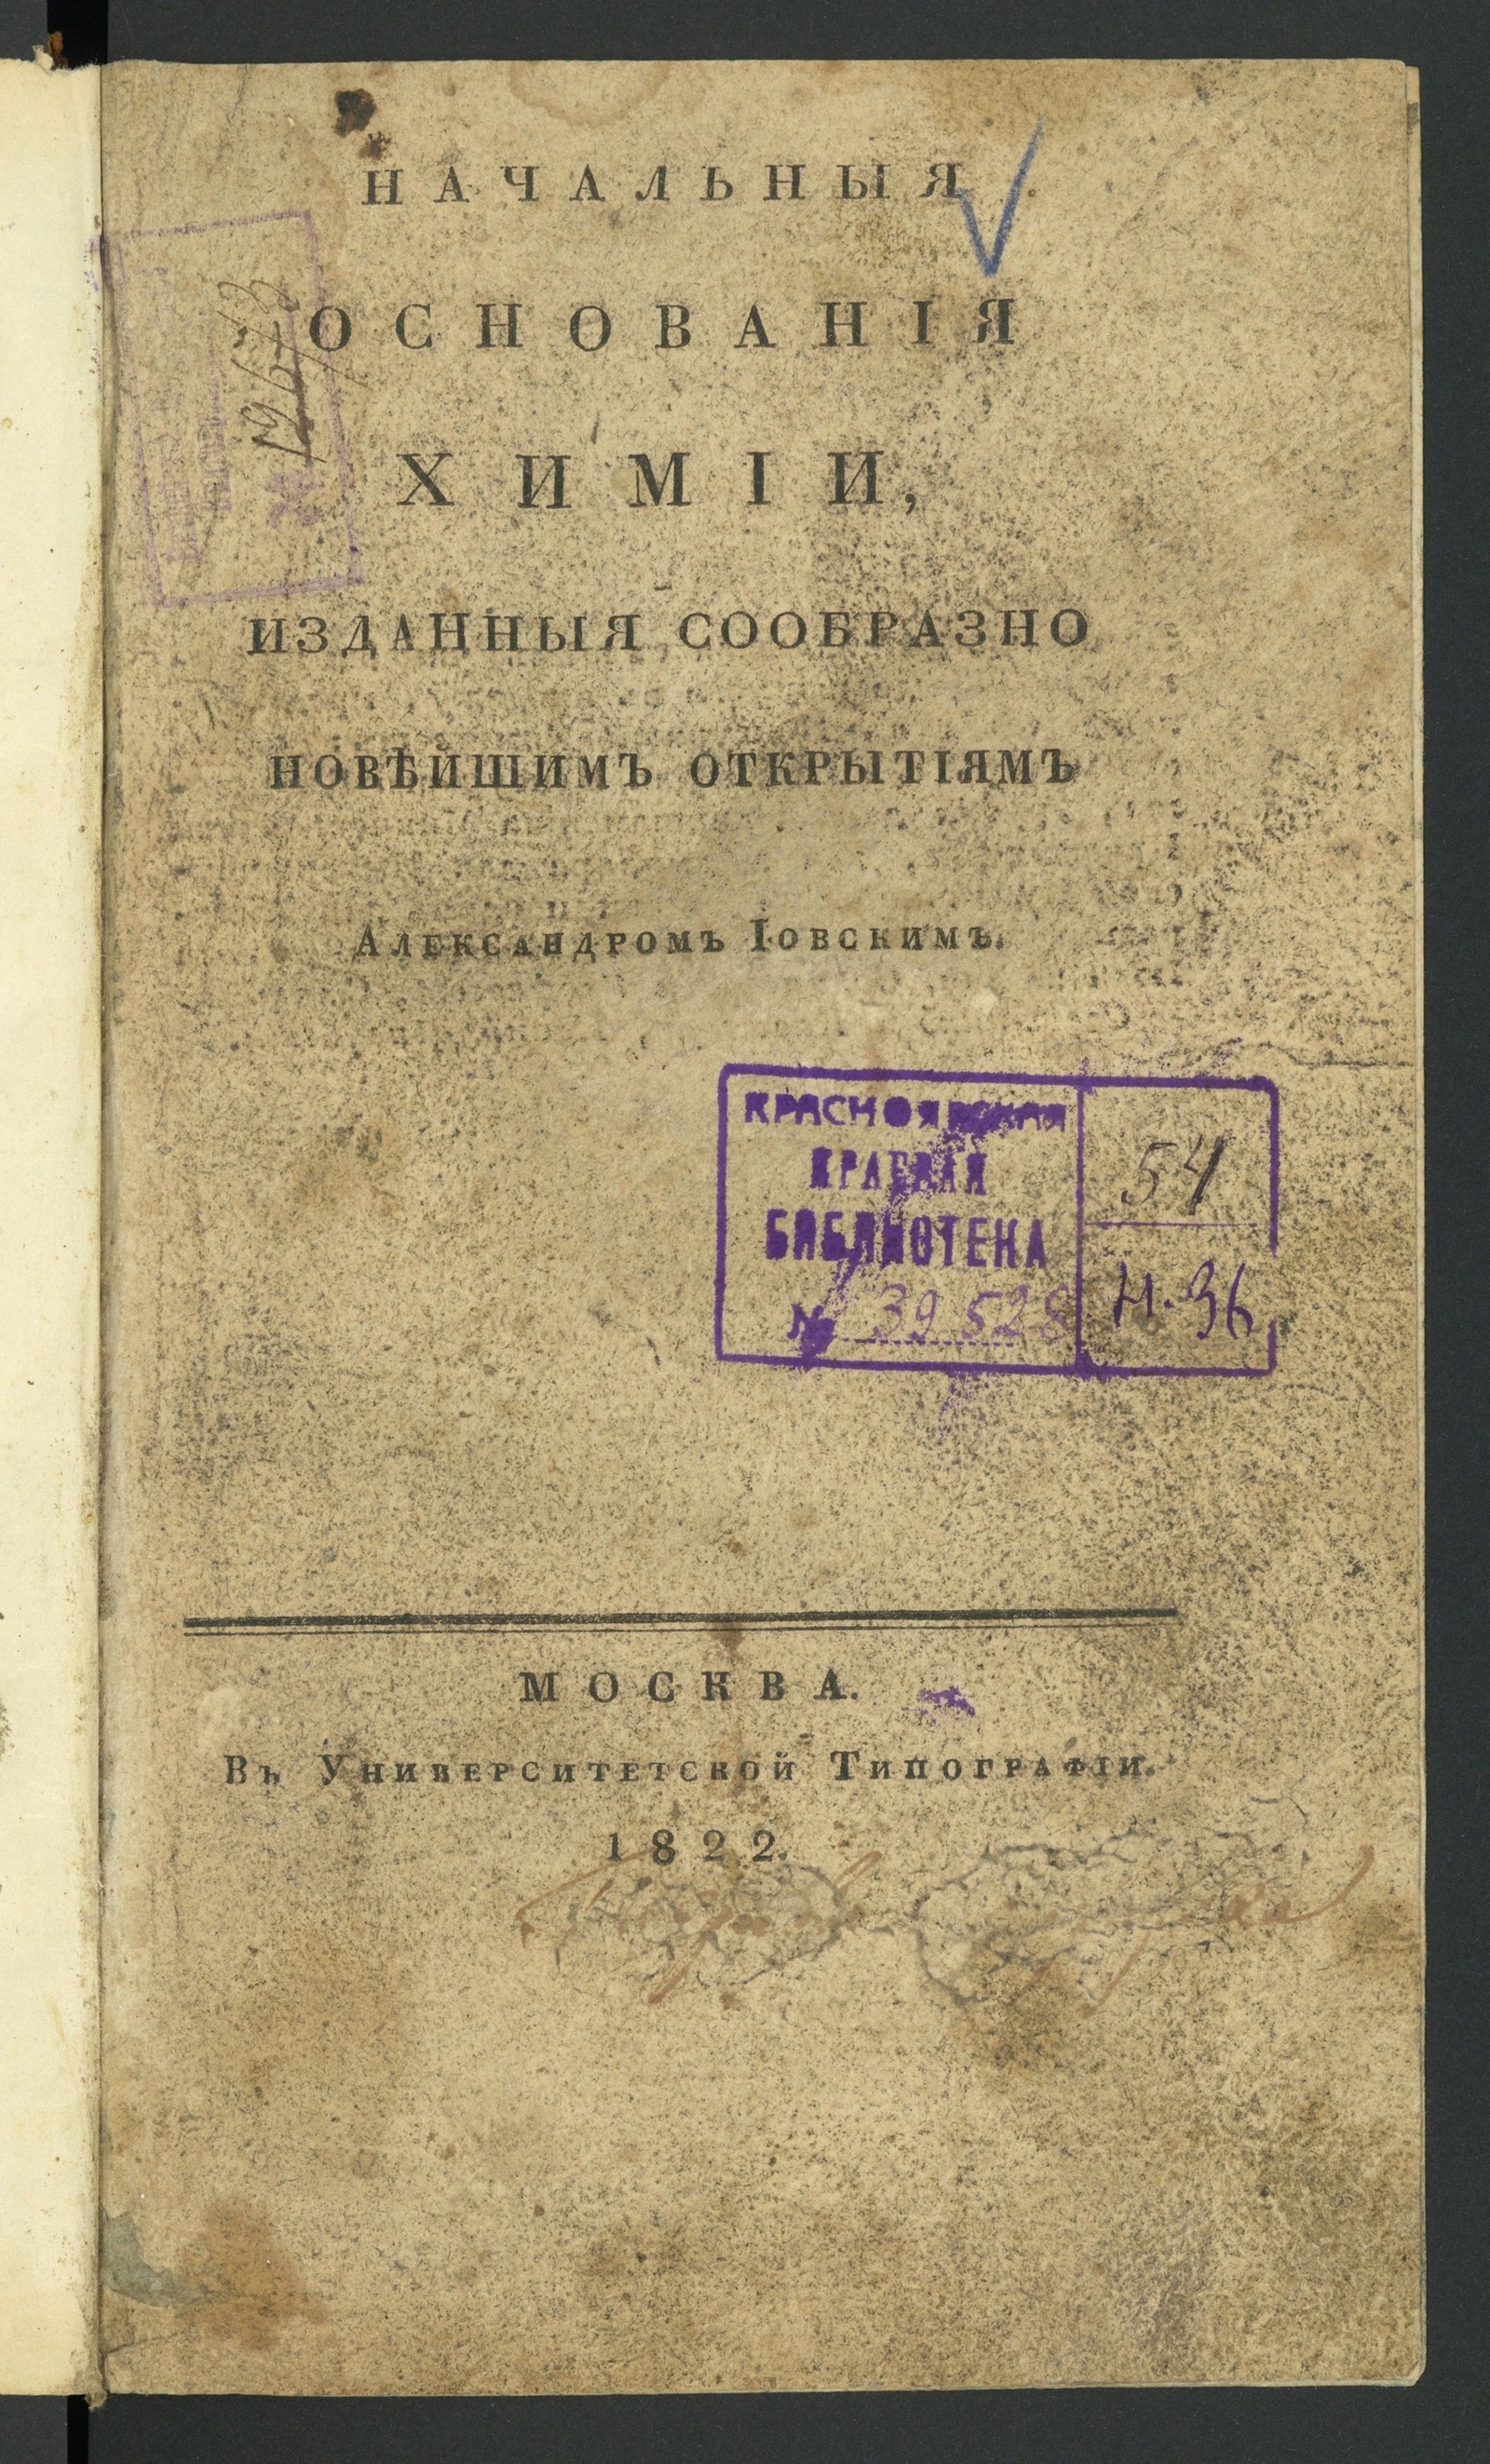 НАЧАЛЬНЫЯ
ОСНОВАНІЯ
ХИМІИ,
ИЗДАННЫЯ СООБРАЗНО
НОВѢЙШИМЪ ОТКРЫТІЯМЪ
Александромъ Іовскимъ.
КРАСНОЯРСКАЯ
КРАЕВАЯ
БИБЛИОТЕКА
№ 39528
54
И-36
МОСКВА.
Въ Университетской Типографіи.
1822.